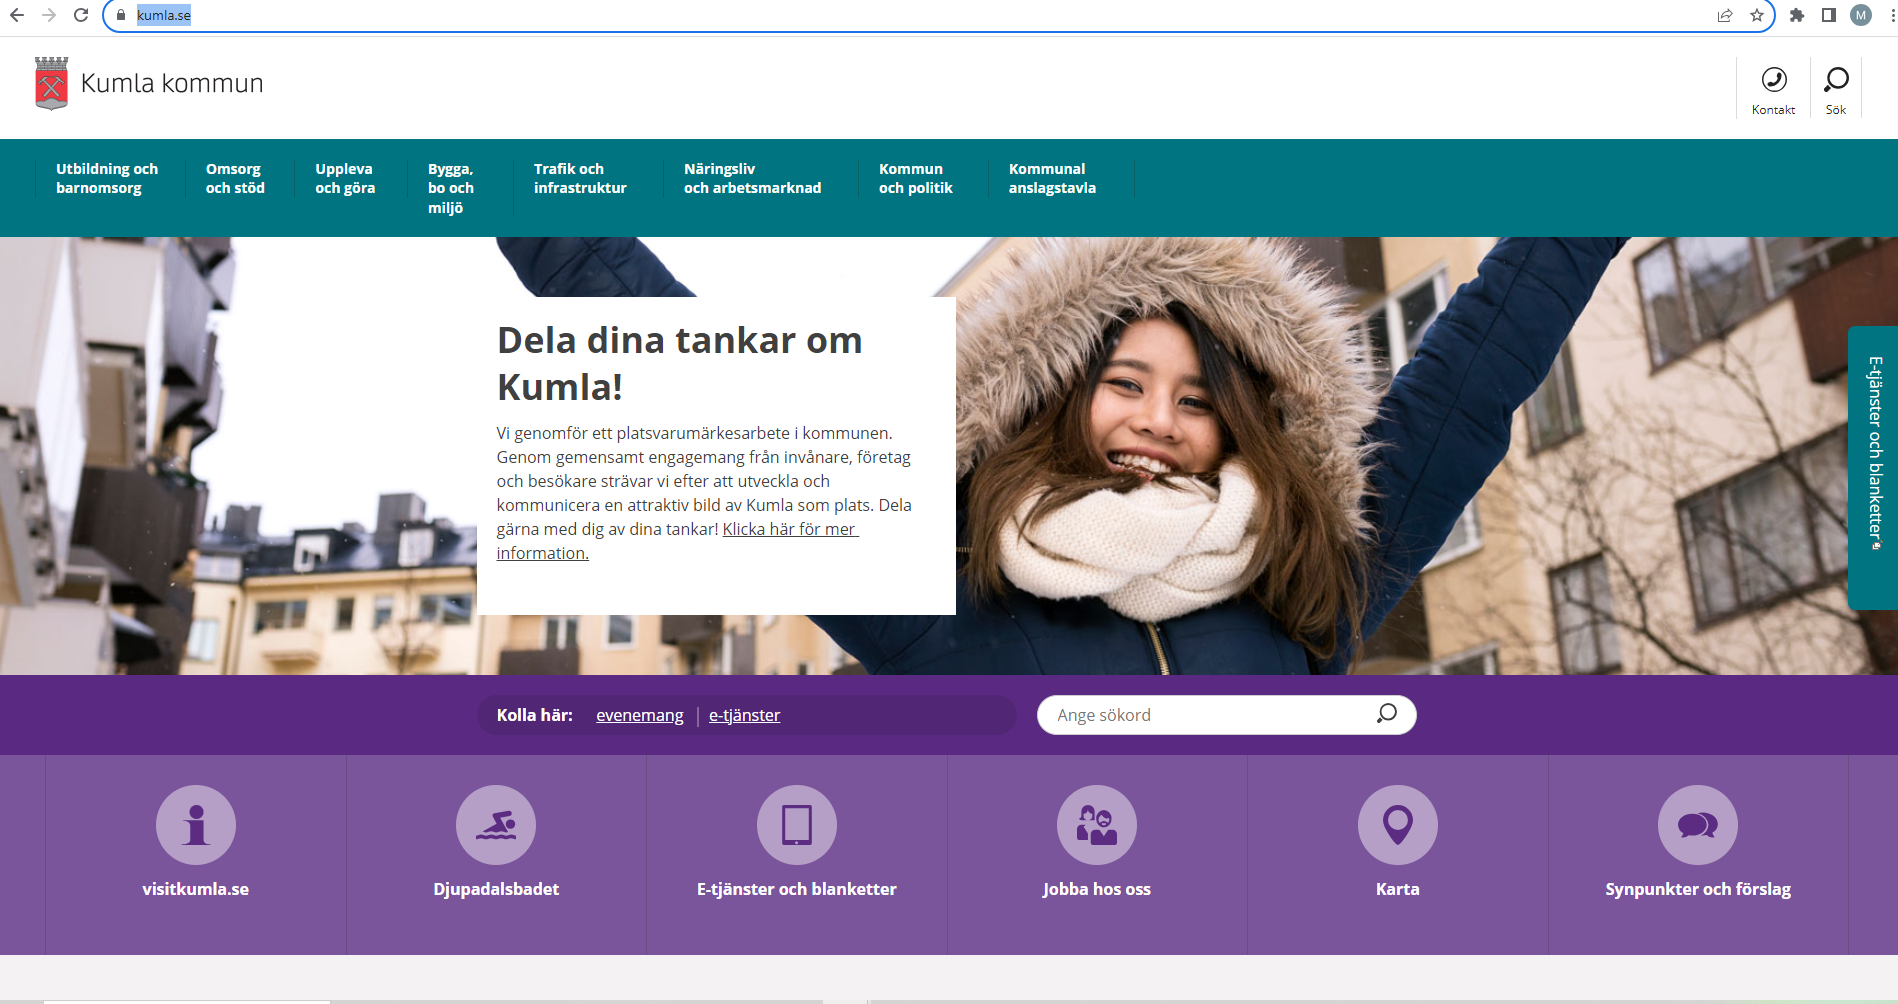 kumla.se
M
Kumla kommun
Kontakt
Sök
Utbildning och
barnomsorg
Omsorg
och stöd
Uppleva
och göra
Bygga,
bo och
miljö
Trafik och
infrastruktur
Näringsliv
och arbetsmarknad
Kommun
och politik
Kommunal
anslagstavla
Dela dina tankar om
Kumla!
Vi genomför ett platsvarumärkesarbete i kommunen.
Genom gemensamt engagemang från invånare, företag
och besökare strävar vi efter att utveckla och
kommunicera en attraktiv bild av Kumla som plats. Dela
gärna med dig av dina tankar! Klicka här för mer
information.
E-tjänster och blanketter
Kolla här: evenemang | e-tjänster
Ange sökord
visitkumla.se
Djupadalsbadet
E-tjänster och blanketter
Jobba hos oss
Karta
Synpunkter och förslag